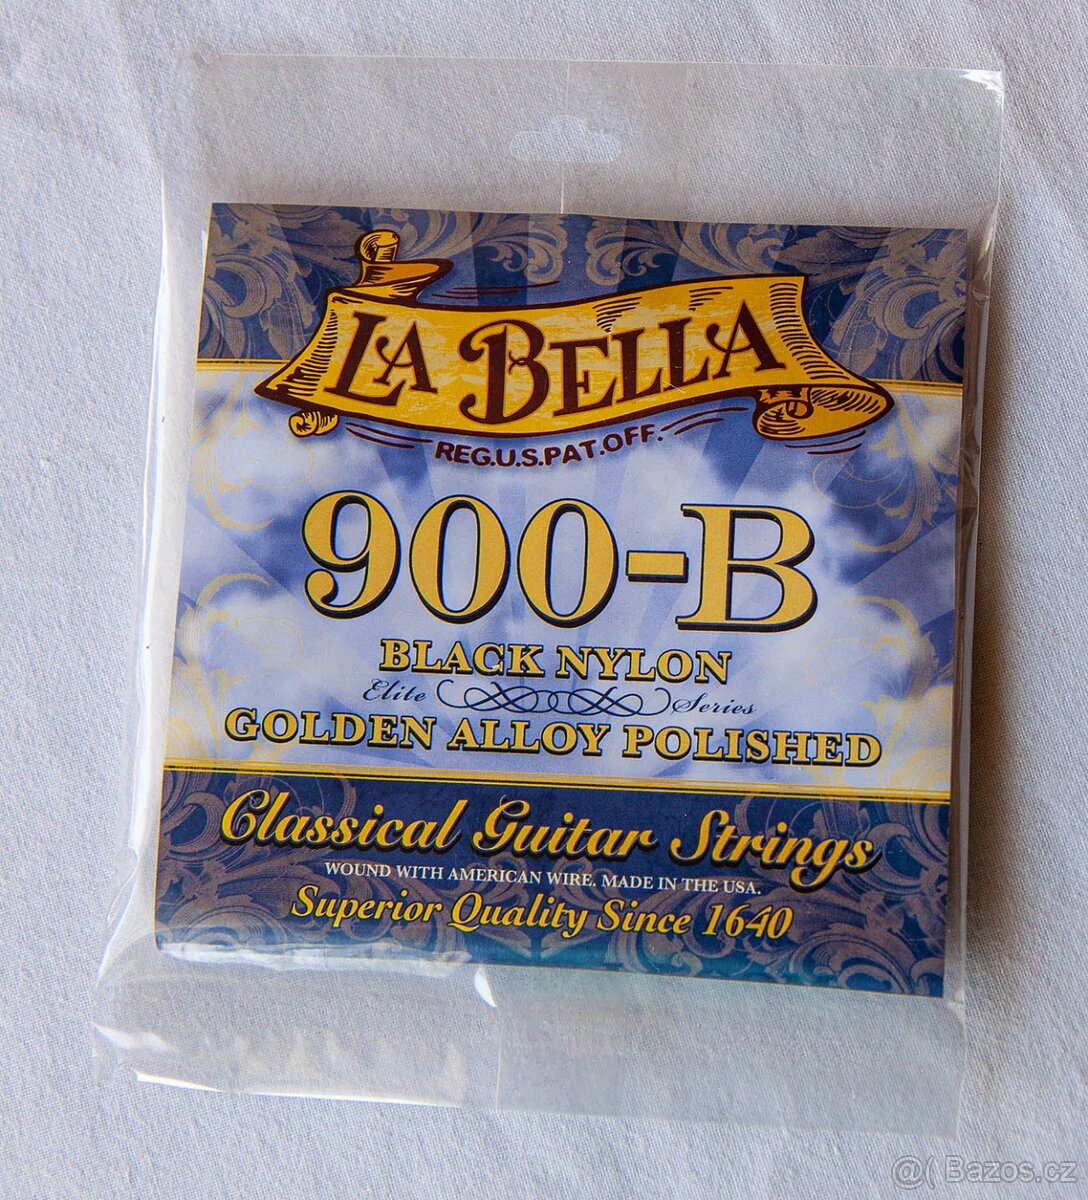 LA BELLA
REG.U.S.PAT.OFF.
900-B
BLACK NYLON
Elite Series
GOLDEN ALLOY POLISHED
Classical Guitar Strings
WOUND WITH AMERICAN WIRE. MADE IN THE USA.
Superior Quality Since 1640
@( Bazos.cz